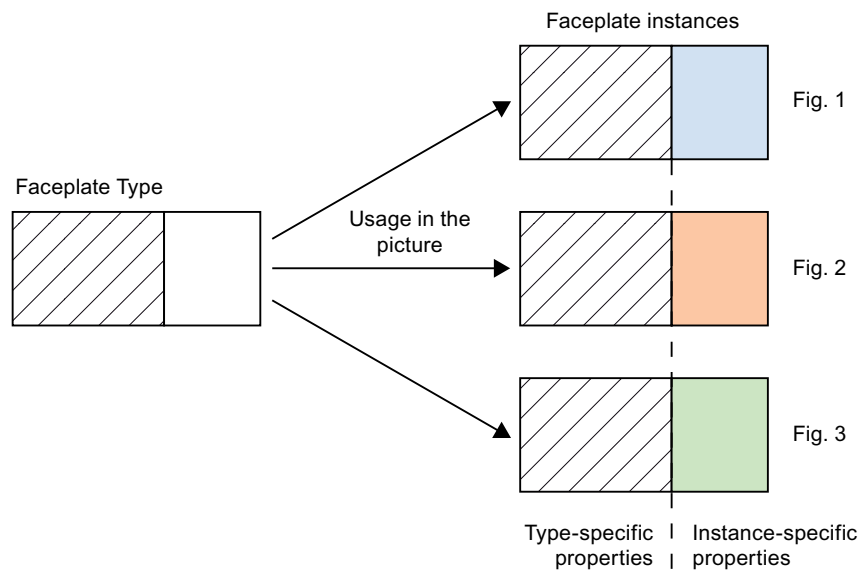 Faceplate instances
Fig. 1
Faceplate Type
Usage in the
picture
Fig. 2
Fig. 3
Type-specific
properties
Instance-specific
properties